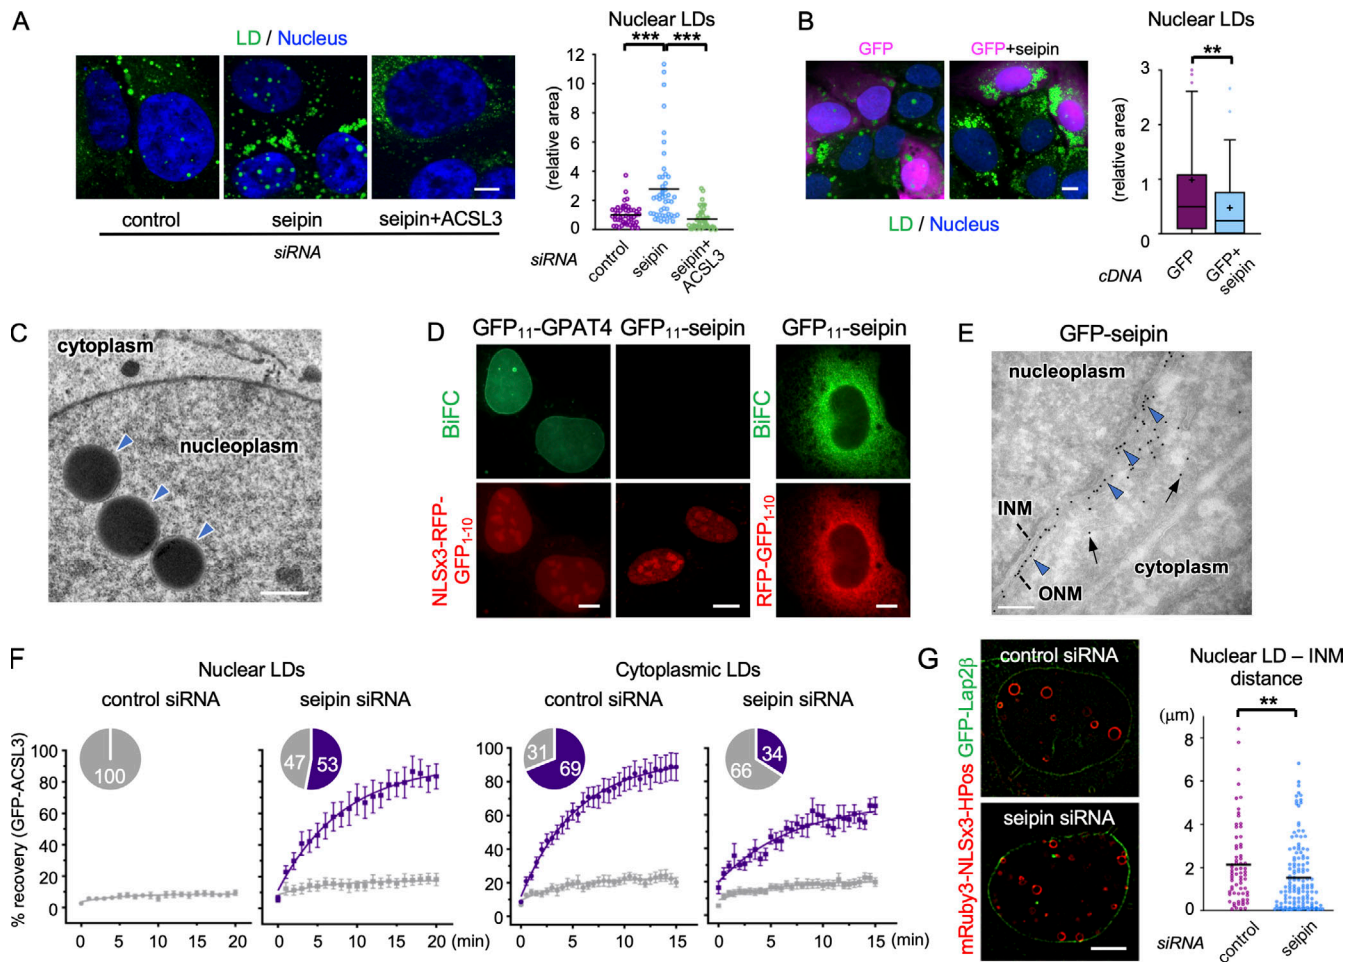 A
LD / Nucleus
control
seipin
seipin+ACSL3
siRNA
Nuclear LDs
***
***
(relative area)
12
10
8
6
4
2
0
siRNA
control
seipin
seipin+
ACSL3
B
GFP
GFP+seipin
LD / Nucleus
Nuclear LDs
**
(relative area)
3
2
1
0
cDNA
GFP
GFP+
seipin
C
cytoplasm
nucleoplasm
D
GFP11-GPAT4
GFP11-seipin
GFP11-seipin
BiFC
BiFC
NLSx3-RFP-
GFP1-10
RFP-GFP1-10
E
GFP-seipin
nucleoplasm
INM
ONM
cytoplasm
F
Nuclear LDs
Cytoplasmic LDs
control siRNA
seipin siRNA
control siRNA
seipin siRNA
% recovery (GFP-ACSL3)
100
80
60
40
20
0
100
47
53
100
80
60
40
20
0
31
69
66
34
0
5
10
15
20
0
5
10
15
20
(min)
0
5
10
15
0
5
10
15
(min)
G
mRuby3-NLSx3-HPos GFP-Lap2β
control siRNA
seipin siRNA
Nuclear LD – INM
distance
(μm)
**
8
6
4
2
0
siRNA
control
seipin